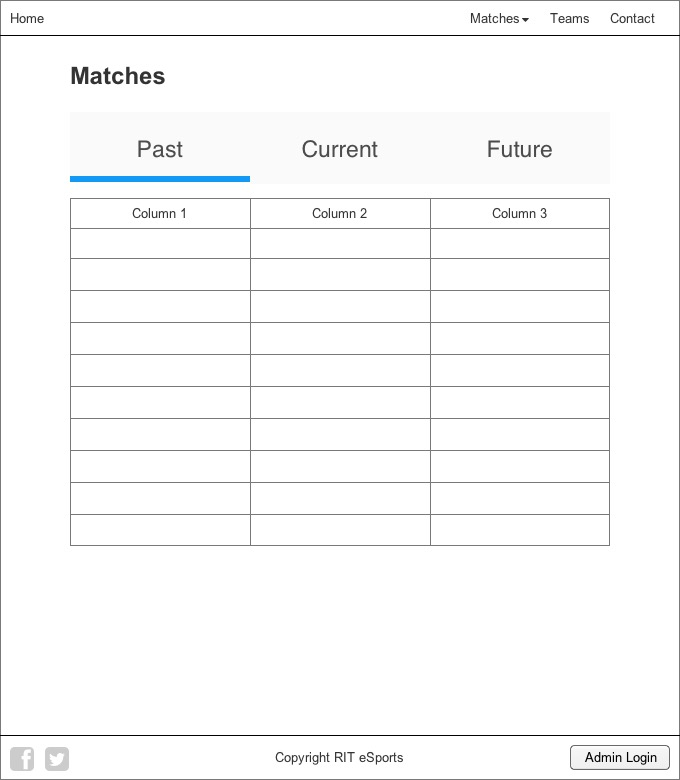 Home Matches Teams Contact
Matches
Past Current Future
Column 1 Column 2 Column 3
Copyright RIT eSports Admin Login